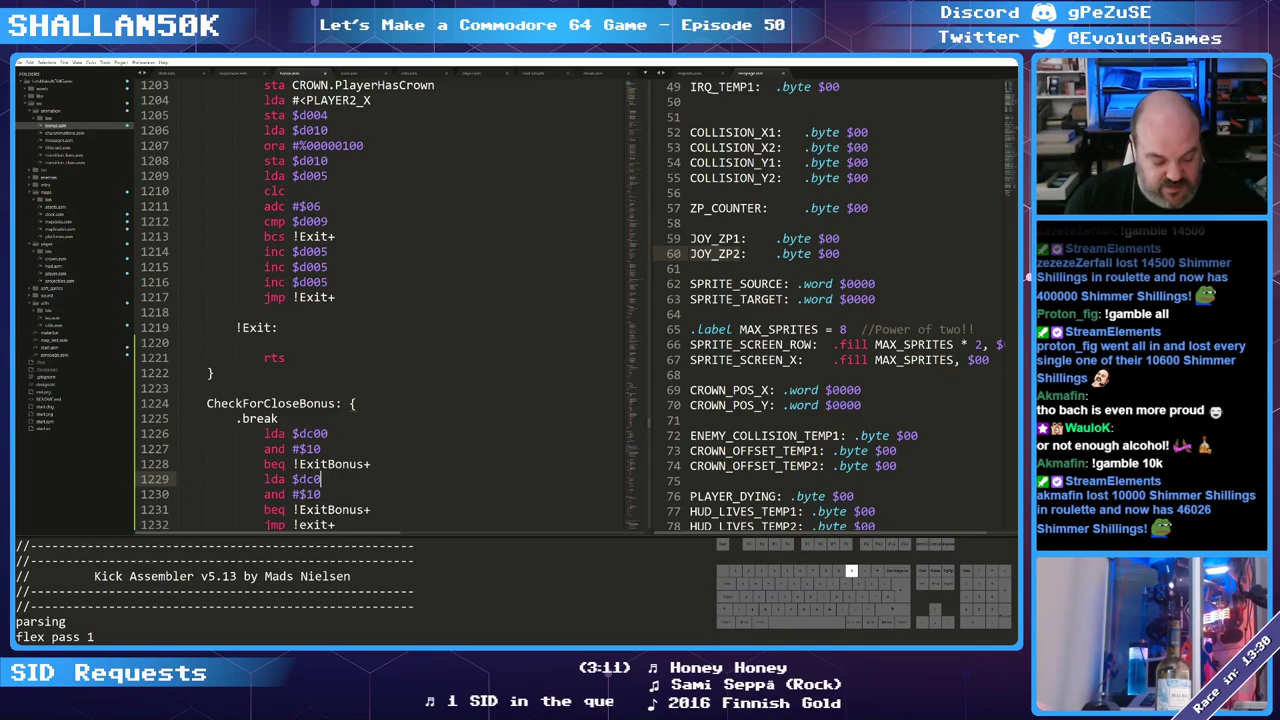 SHALLAN50K
Let's Make a Commodore 64 Game - Episode 50
Discord gPeZuSE
Twitter @EvoluteGames
FOLDERS
1203 sta CROWN.PlayerHasCrown
1204 lda #<PLAYER2_X
1205 sta $d004
1206 lda $d010
1207 ora #%00000100
1208 sta $d010
1209 lda $d005
1210 clc
1211 adc #$06
1212 cmp $d009
1213 bcs !Exit+
1214 inc $d005
1215 inc $d005
1216 inc $d005
1217 jmp !Exit+
1218
1219 !Exit:
1220
1221 rts
1222 }
1223
1224 CheckForCloseBonus: {
1225 .break
1226 lda $dc00
1227 and #$10
1228 beq !ExitBonus+
1229 lda $dc0
1230 and #$10
1231 beq !ExitBonus+
1232 jmp !exit+
49 IRQ_TEMP1: .byte $00
50
51
52 COLLISION_X1: .byte $00
53 COLLISION_X2: .byte $00
54 COLLISION_Y1: .byte $00
55 COLLISION_Y2: .byte $00
56
57 ZP_COUNTER: .byte $00
58
59 JOY_ZP1: .byte $00
60 JOY_ZP2: .byte $00
61
62 SPRITE_SOURCE: .word $0000
63 SPRITE_TARGET: .word $0000
64
65 .label MAX_SPRITES = 8 //Power of two!!
66 SPRITE_SCREEN_ROW: .fill MAX_SPRITES * 2, $
67 SPRITE_SCREEN_X: .fill MAX_SPRITES, $00
68
69 CROWN_POS_X: .word $0000
70 CROWN_POS_Y: .word $0000
71
72 ENEMY_COLLISION_TEMP1: .byte $00
73 CROWN_OFFSET_TEMP1: .byte $00
74 CROWN_OFFSET_TEMP2: .byte $00
75
76 PLAYER_DYING: .byte $00
77 HUD_LIVES_TEMP1: .byte $00
78 HUD_LIVES_TEMP2: .byte $00
//--------------------------------------------------
//--------------------------------------------------
// Kick Assembler v5.13 by Mads Nielsen
//--------------------------------------------------
//--------------------------------------------------
parsing
flex pass 1
zezezeZerfall: !gamble 14500
StreamElements
zezezeZerfall lost 14500 Shimmer
Shillings in roulette and now has
400000 Shimmer Shillings!
Proton_fig: !gamble all
StreamElements
proton_fig went all in and lost every
single one of their 10600 Shimmer
Shillings
Akmafin:
tho bach is even more proud
WauloK:
or not enough alcohol!
Akmafin: !gamble 10k
StreamElements
akmafin lost 10000 Shimmer Shillings
in roulette and now has 46026
Shimmer Shillings!
SID Requests
(3:11) Honey Honey
Sami Seppä (Rock)
1 SID in the que
2016 Finnish Gold
Race in: 13:30